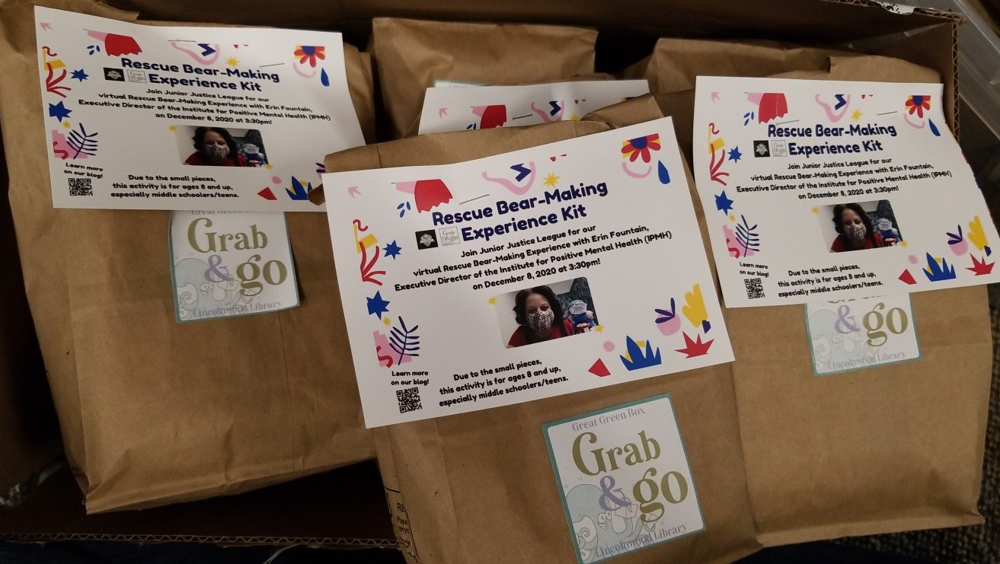 Rescue Bear-Making
Experience Kit
Join Junior Justice League for our
virtual Rescue Bear-Making Experience with Erin Fountain,
Executive Director of the Institute for Positive Mental Health (IPMH)
on December 8, 2020 at 3:30pm!
Learn more
on our blog!
Due to the small pieces,
this activity is for ages 8 and up,
especially middle schoolers/teens.
Great Green Box
Grab
& go
Lincolnwood Library
Rescue Bear-Making
Experience Kit
Join Junior Justice League for our
virtual Rescue Bear-Making Experience with Erin Fountain,
Executive Director of the Institute for Positive Mental Health (IPMH)
on December 8, 2020 at 3:30pm!
Learn more
on our blog!
Due to the small pieces,
this activity is for ages 8 and up,
especially middle schoolers/teens.
Great Green Box
Grab
& go
Lincolnwood Library
Rescue Bear-Making
Experience Kit
Join Junior Justice League for our
virtual Rescue Bear-Making Experience with Erin Fountain,
Executive Director of the Institute for Positive Mental Health (IPMH)
on December 8, 2020 at 3:30pm!
Learn more
on our blog!
Due to the small pieces,
this activity is for ages 8 and up,
especially middle schoolers/teens.
& go
Lincolnwood Library